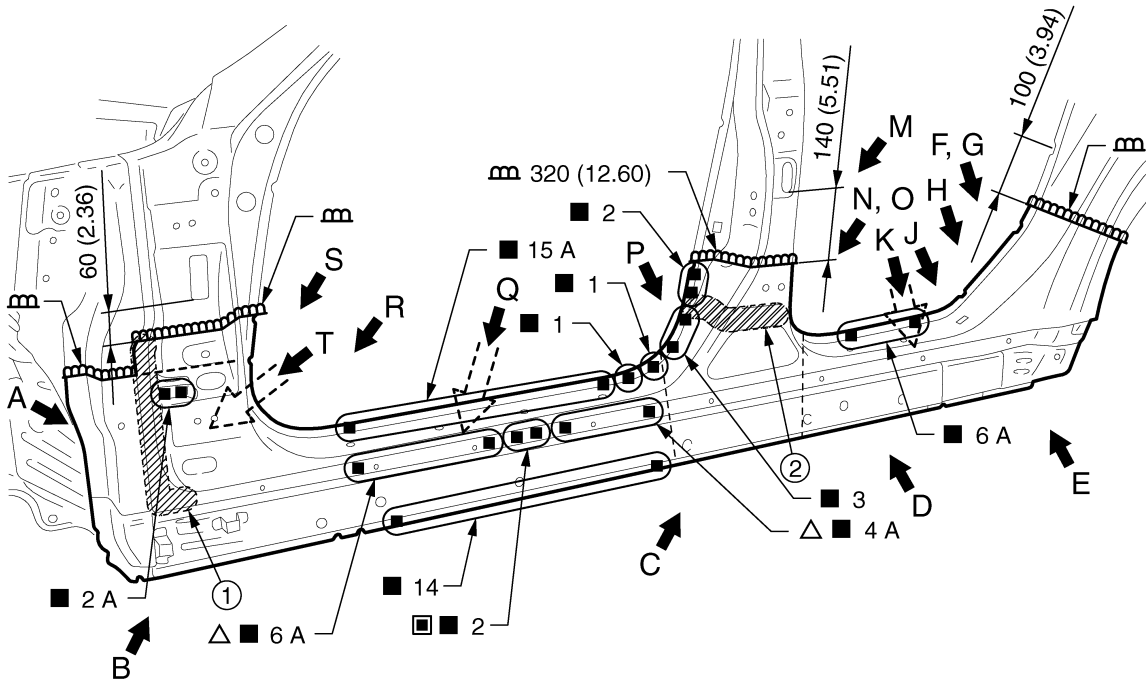 100 (3.94)
140 (5.51)
M
F, G
320 (12.60)
N, O
H
2
60 (2.36)
K
J
P
S
15 A
1
Q
R
1
T
A
6 A
2
E
3
D
4 A
C
14
2 A
1
6 A
2
B